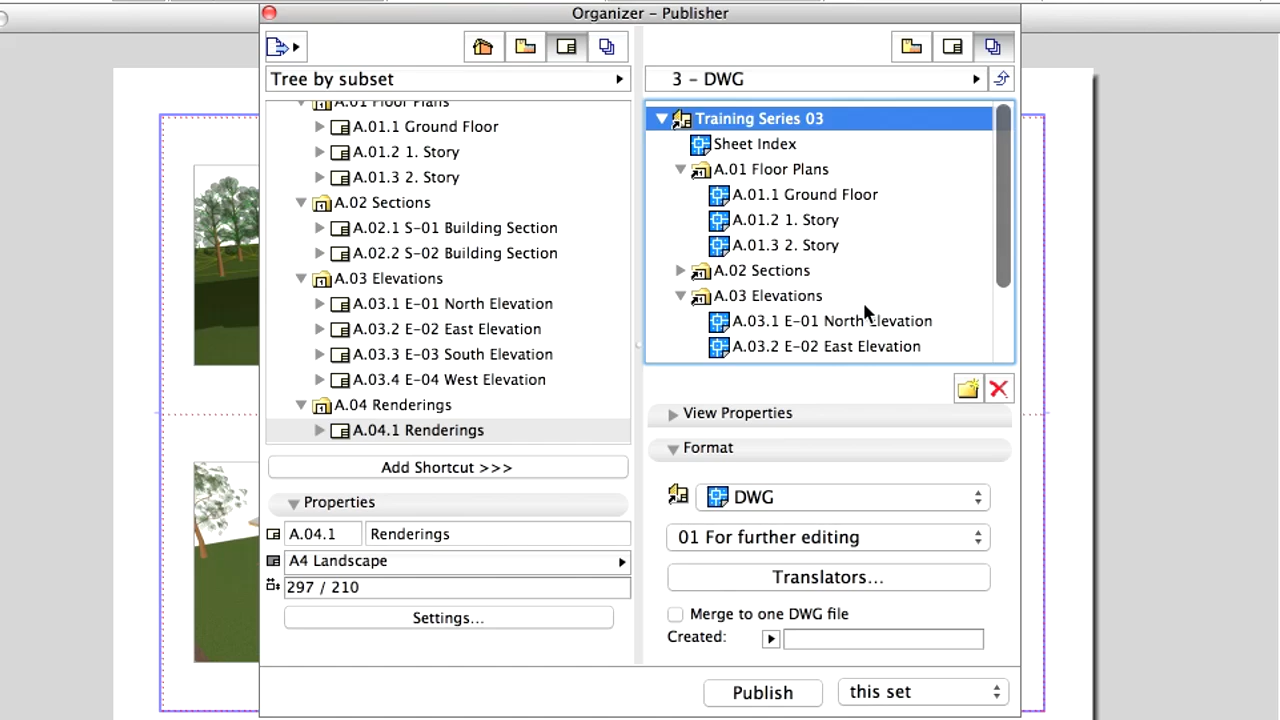 Organizer - Publisher
Tree by subset
A.01 Floor Plans
A.01.1 Ground Floor
A.01.2 1. Story
A.01.3 2. Story
A.02 Sections
A.02.1 S-01 Building Section
A.02.2 S-02 Building Section
A.03 Elevations
A.03.1 E-01 North Elevation
A.03.2 E-02 East Elevation
A.03.3 E-03 South Elevation
A.03.4 E-04 West Elevation
A.04 Renderings
A.04.1 Renderings
Add Shortcut >>>
Properties
A.04.1 Renderings
A4 Landscape
297 / 210
Settings...
3 - DWG
Training Series 03
Sheet Index
A.01 Floor Plans
A.01.1 Ground Floor
A.01.2 1. Story
A.01.3 2. Story
A.02 Sections
A.03 Elevations
A.03.1 E-01 North Elevation
A.03.2 E-02 East Elevation
View Properties
Format
DWG
01 For further editing
Translators...
Merge to one DWG file
Created:
Publish this set